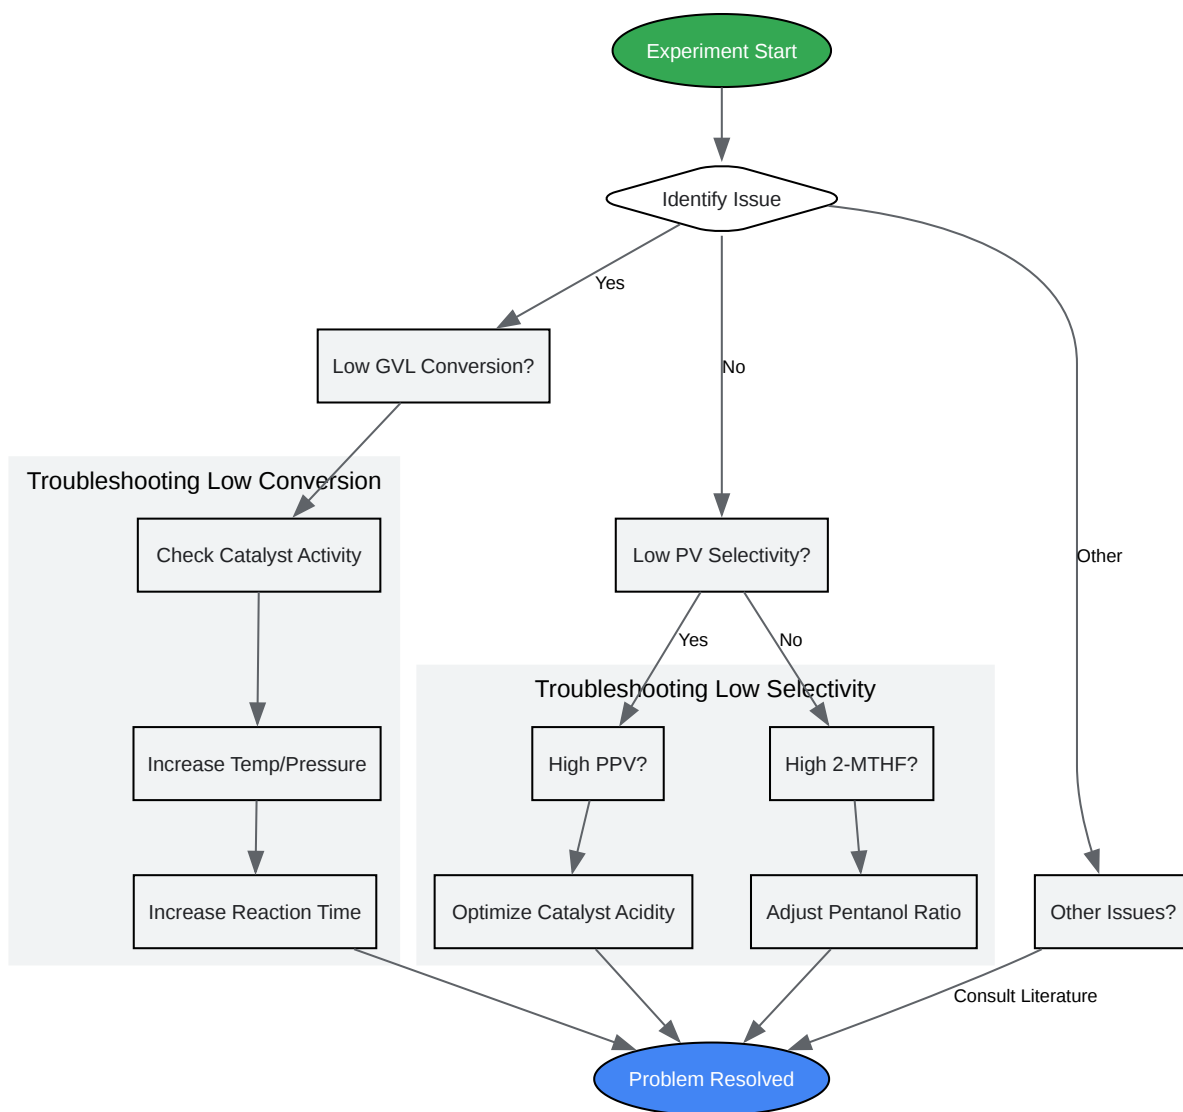 Experiment Start
Identify Issue
Yes
Low GVL Conversion?
No
Troubleshooting Low Conversion
Check Catalyst Activity
Low PV Selectivity?
Other
Yes
No
Troubleshooting Low Selectivity
Increase Temp/Pressure
High PPV?
High 2-MTHF?
Increase Reaction Time
Optimize Catalyst Acidity
Adjust Pentanol Ratio
Other Issues?
Consult Literature
Problem Resolved